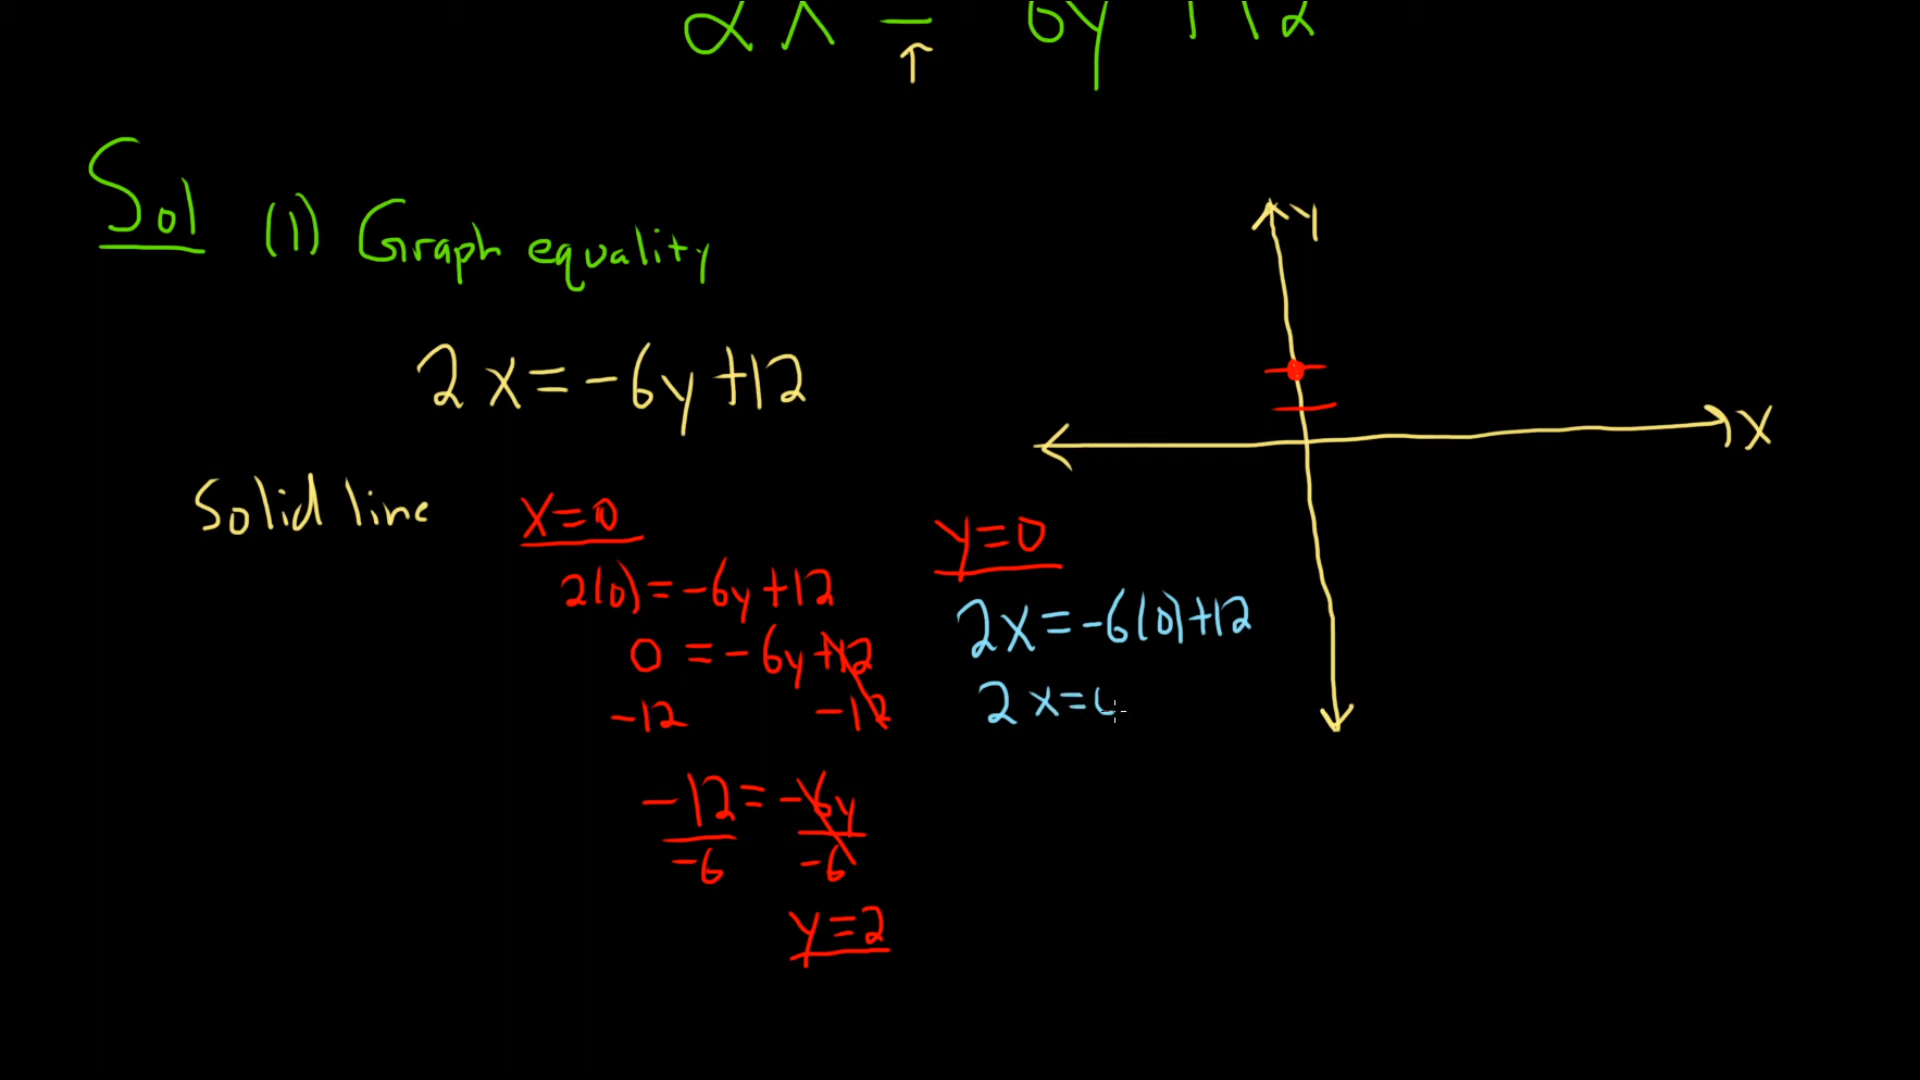 Sol (1) Graph equality
2x=-6y+12
Solid line
x=0
2(0)=-6y+12
0=-6y+12
-12 -12
-12=-6y
-6 -6
y=2
y=0
2x=-6(0)+12
2x=
Y
X